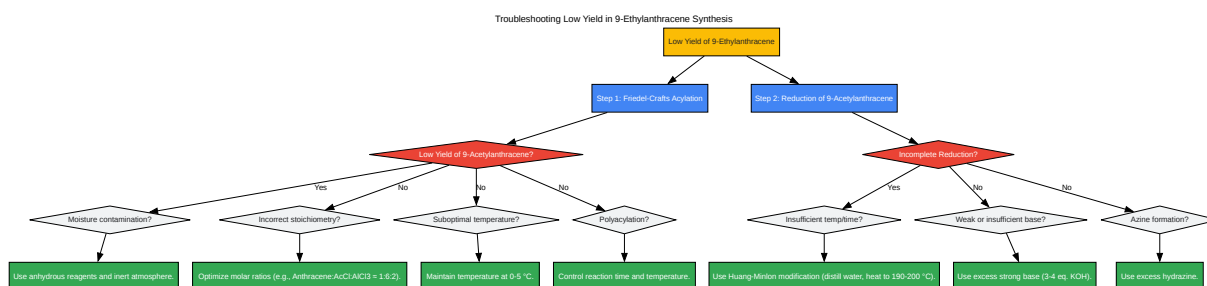 Troubleshooting Low Yield in 9-Ethylanthracene Synthesis
Low Yield of 9-Ethylanthracene
Step 1: Friedel-Crafts Acylation
Step 2: Reduction of 9-Acetylanthracene
Low Yield of 9-Acetylanthracene?
Incomplete Reduction?
Yes
No
No
No
Yes
No
No
Moisture contamination?
Incorrect stoichiometry?
Suboptimal temperature?
Polyacylation?
Insufficient temp/time?
Weak or insufficient base?
Azine formation?
Use anhydrous reagents and inert atmosphere.
Optimize molar ratios (e.g., Anthracene:AcCl:AlCl3 = 1:6:2).
Maintain temperature at 0-5 °C.
Control reaction time and temperature.
Use Huang-Minlon modification (distill water, heat to 190-200 °C).
Use excess strong base (3-4 eq. KOH).
Use excess hydrazine.